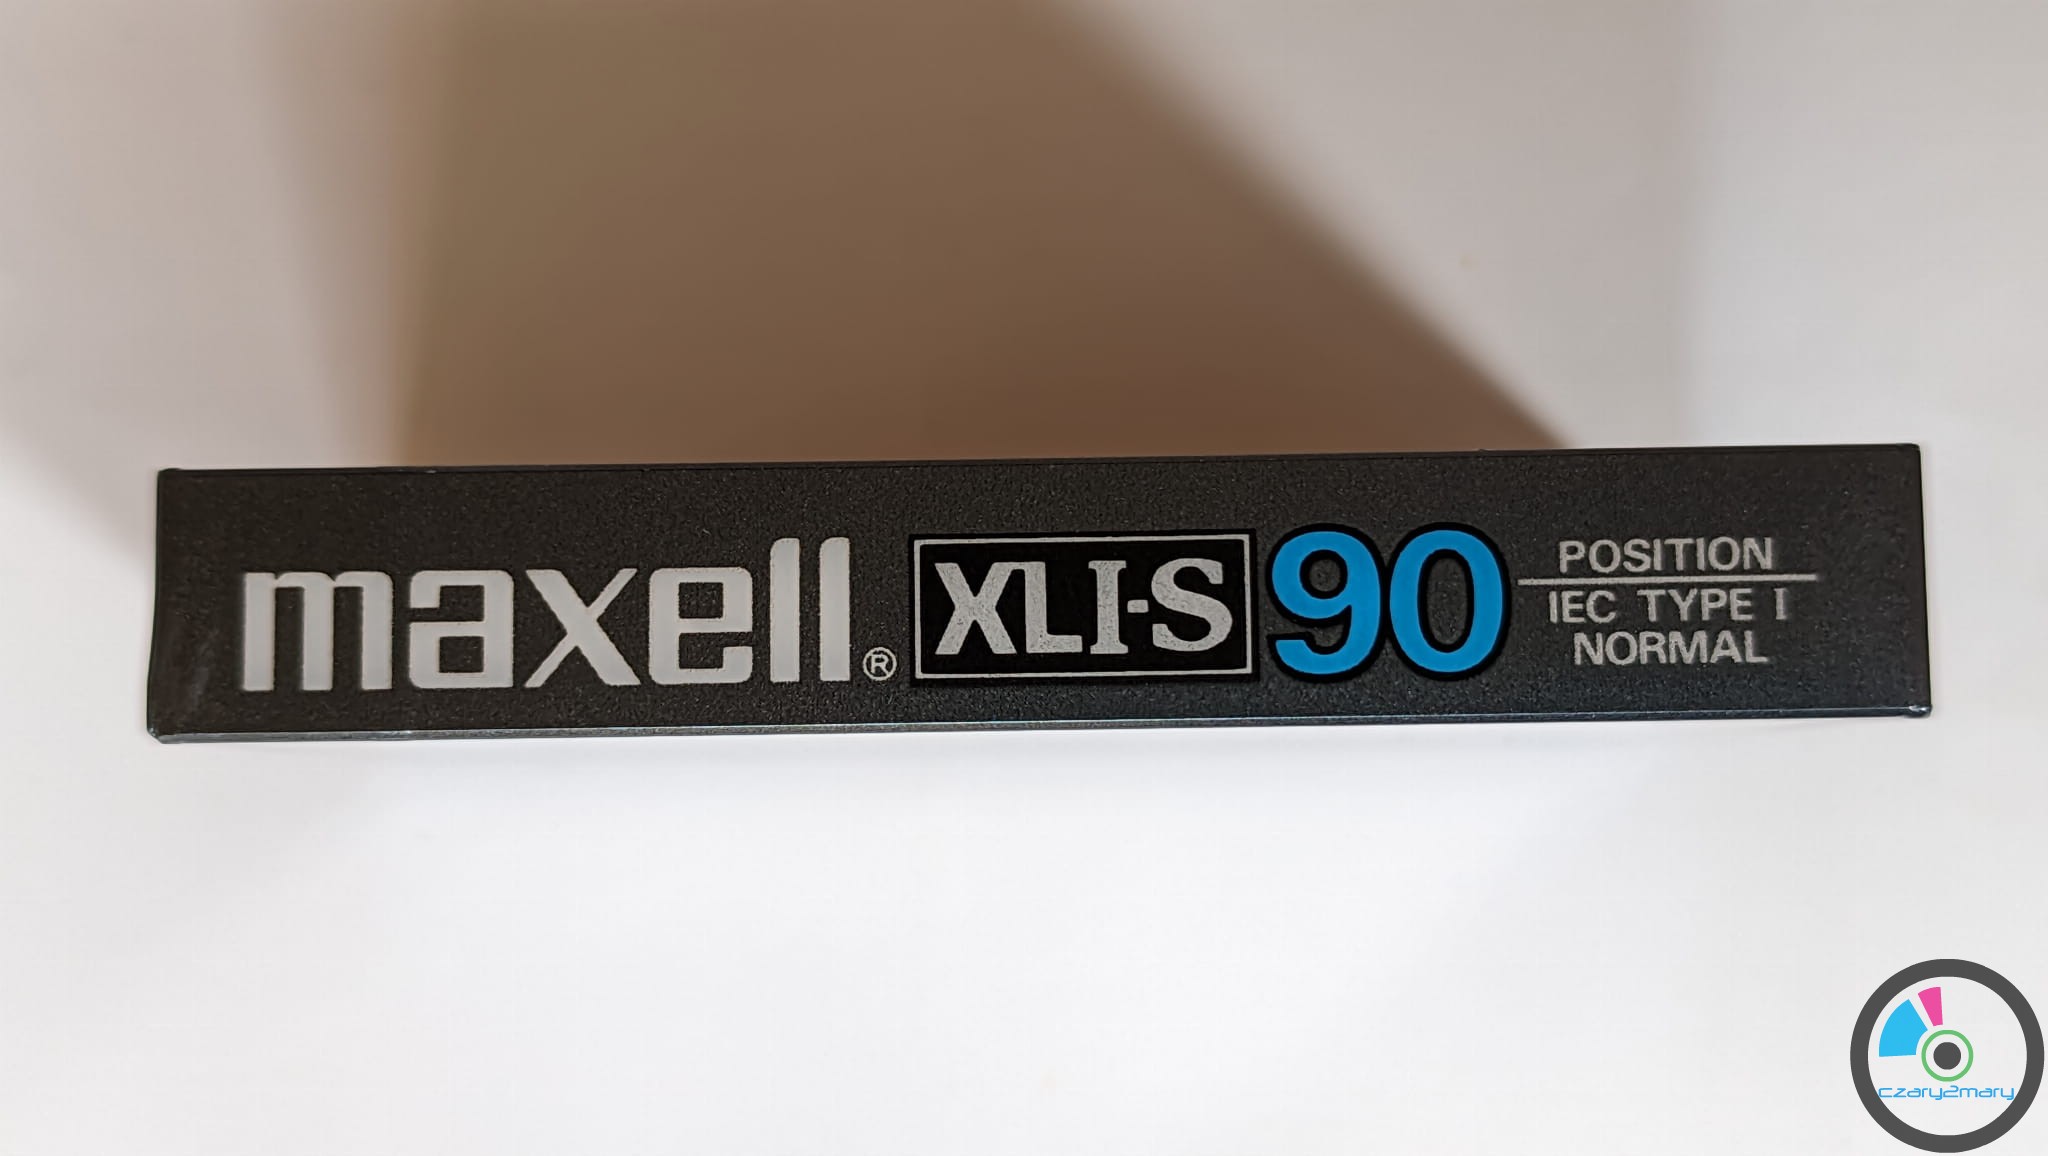 maxell® XLI-S 90
POSITION
IEC TYPE I
NORMAL
czary2mary